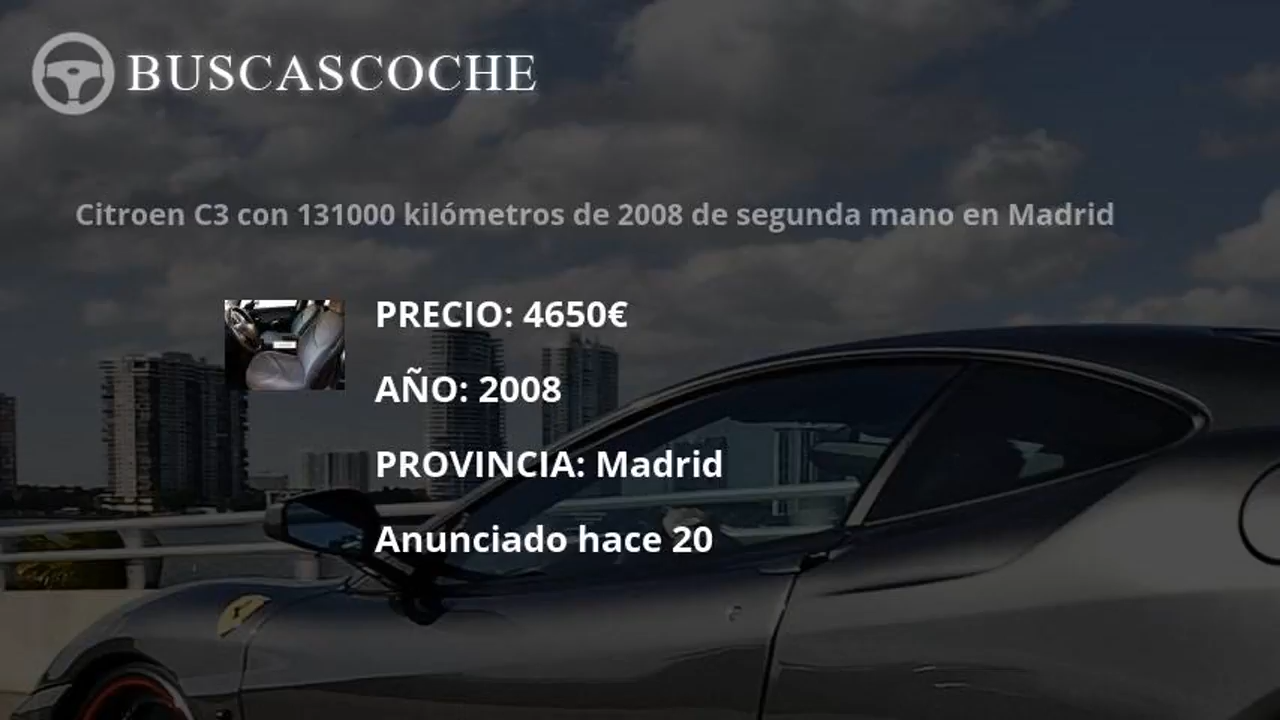 BUSCASCOCHE
Citroen C3 con 131000 kilómetros de 2008 de segunda mano en Madrid
PRECIO: 4650€
AÑO: 2008
PROVINCIA: Madrid
Anunciado hace 20